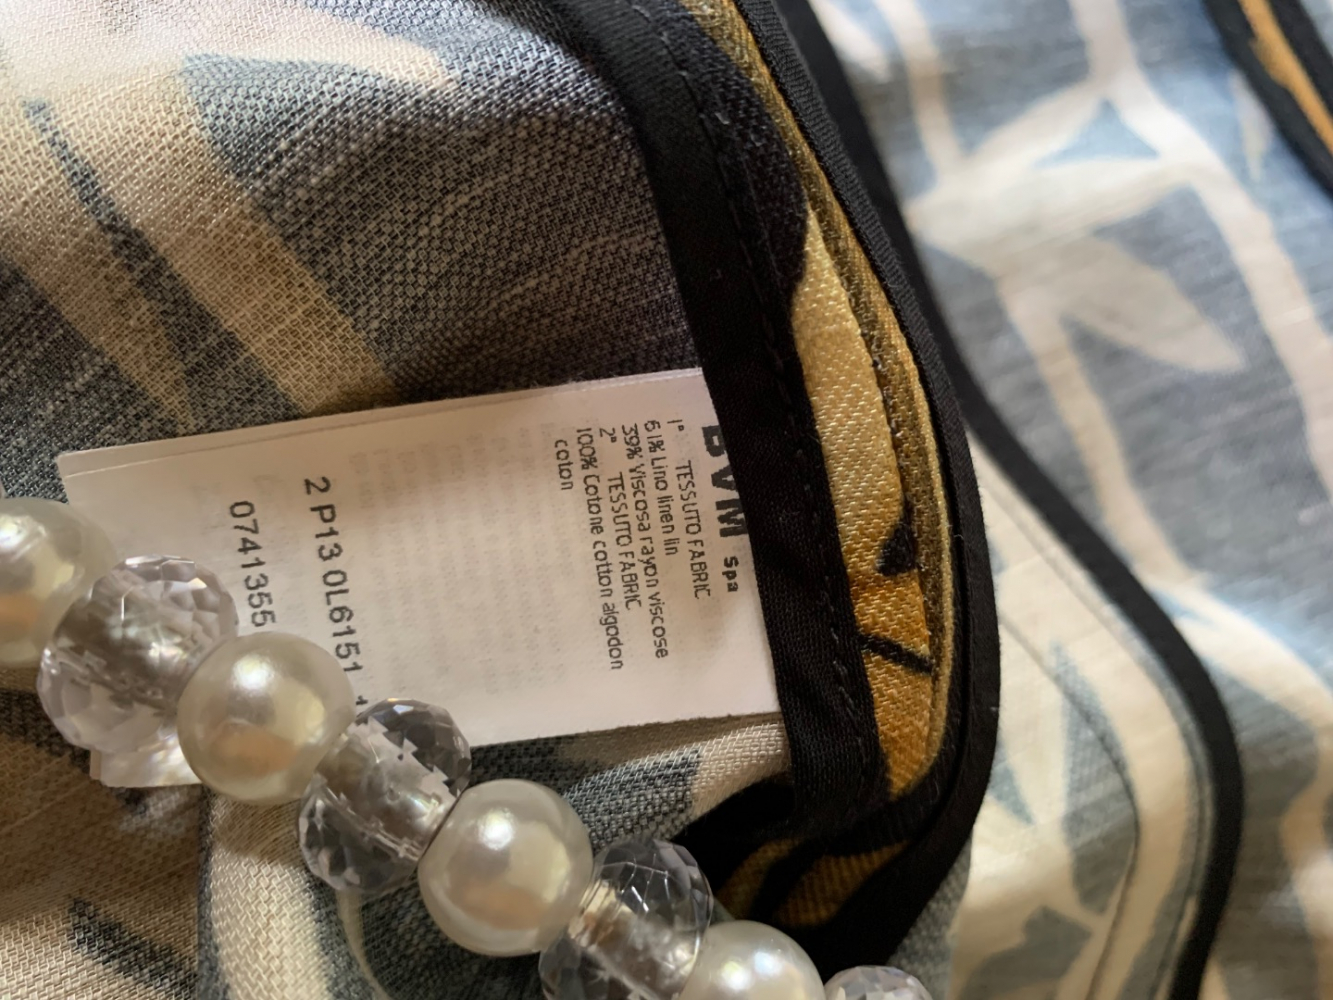 BVM Spa
1° TESSUTO FABRIC
61% Lino linen lin
39% Viscosa rayon viscose
2° TESSUTO FABRIC
100% Cotone cotton algodon
coton
2 P13 0L6151
0741355